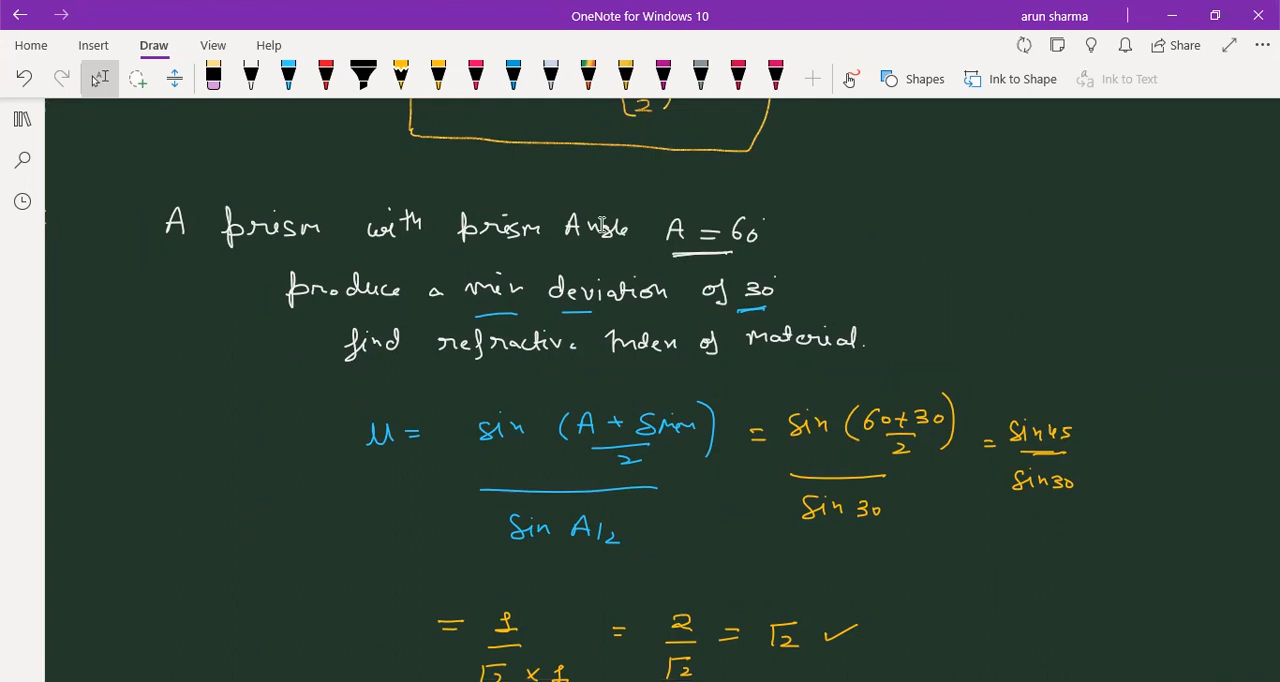 OneNote for Windows 10
arun sharma
Home Insert Draw View Help
Share
Shapes Ink to Shape Ink to Text
2 )
A prism with prism Angle A = 60°
produce a min deviation of 30°
find refractive Index of material.
μ = sin (A + δmin / 2) / sin A/2 = sin (60+30 / 2) / sin 30 = sin 45 / sin 30
= 1 / √2 × 1 = 2 / √2 = √2 ✓